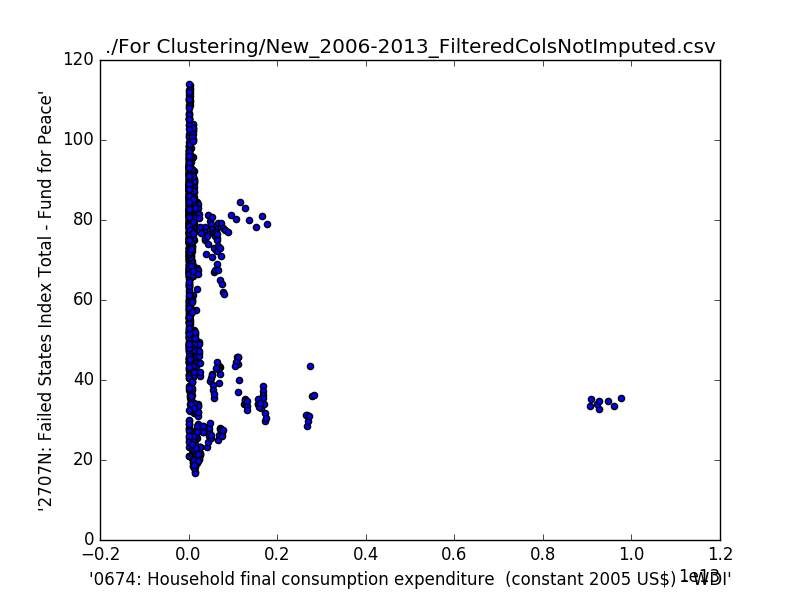 ./For Clustering/New_2006-2013_FilteredColsNotImputed.csv
120
100
80
60
40
20
0
'2707N: Failed States Index Total - Fund for Peace'
−0.2 0.0 0.2 0.4 0.6 0.8 1.0 1.2
1e13
'0674: Household final consumption expenditure  (constant 2005 US$)   WDI'